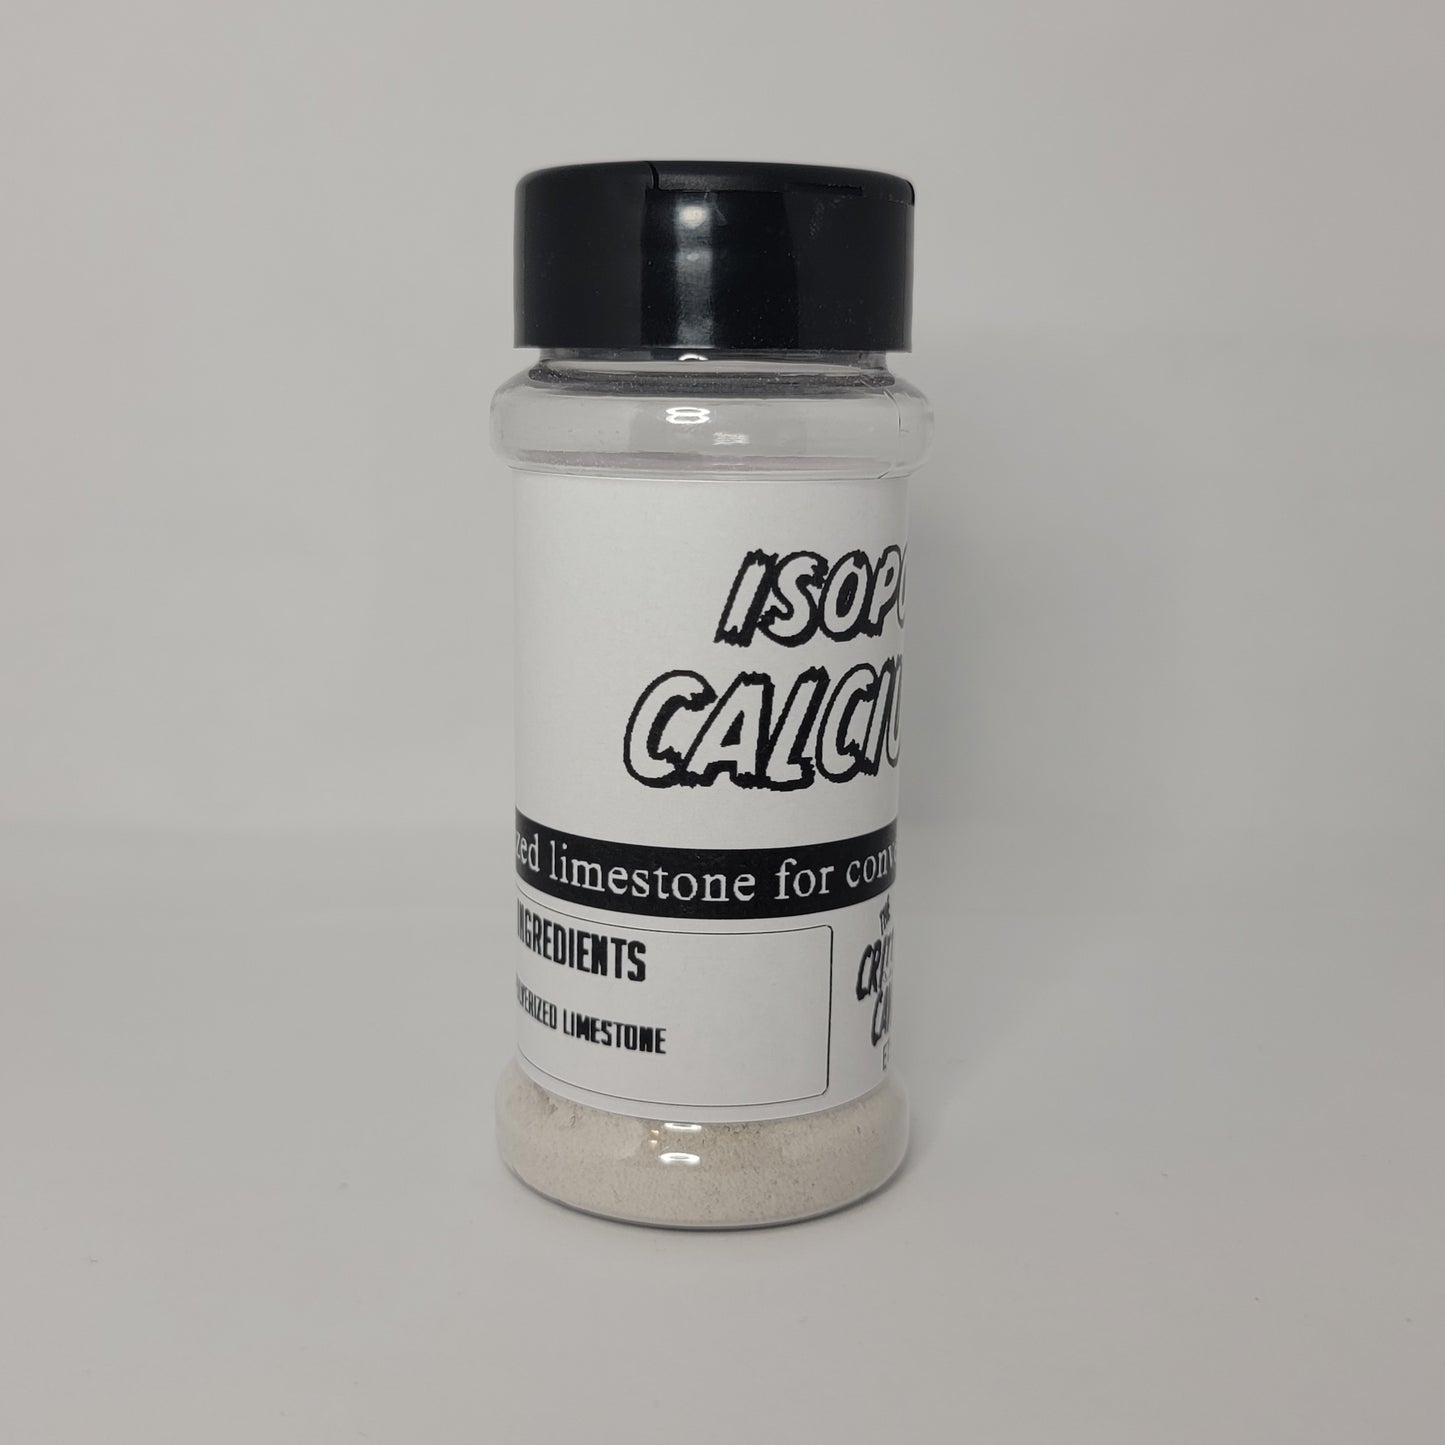 ISOPO
CALCIU
zed limestone for conv
INGREDIENTS
LVERIZED LIMESTONE
THE
CRIT
CA
E